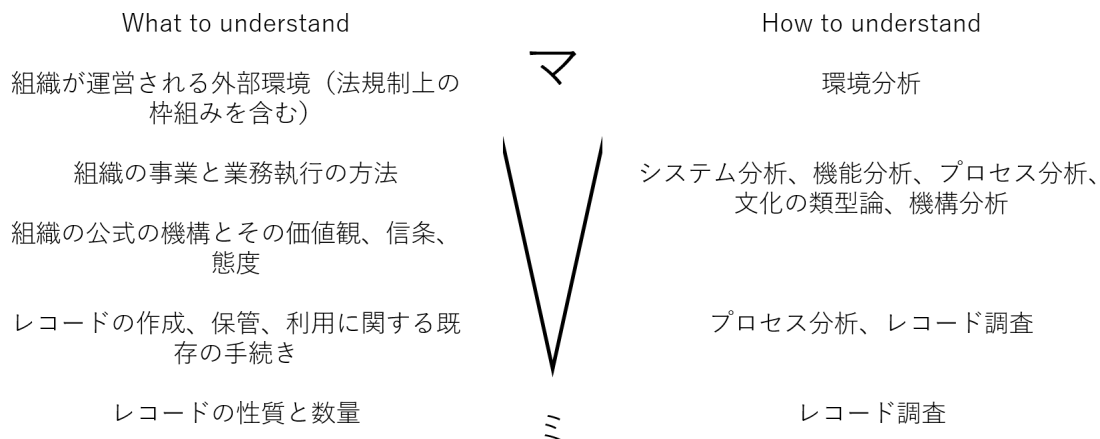 What to understand
How to understand
マ
組織が運営される外部環境（法規制上の
枠組みを含む）
環境分析
組織の事業と業務執行の方法
システム分析、機能分析、プロセス分析、
文化の類型論、機構分析
組織の公式の機構とその価値観、信条、
態度
レコードの作成、保管、利用に関する既
存の手続き
プロセス分析、レコード調査
レコードの性質と数量
ミ
レコード調査